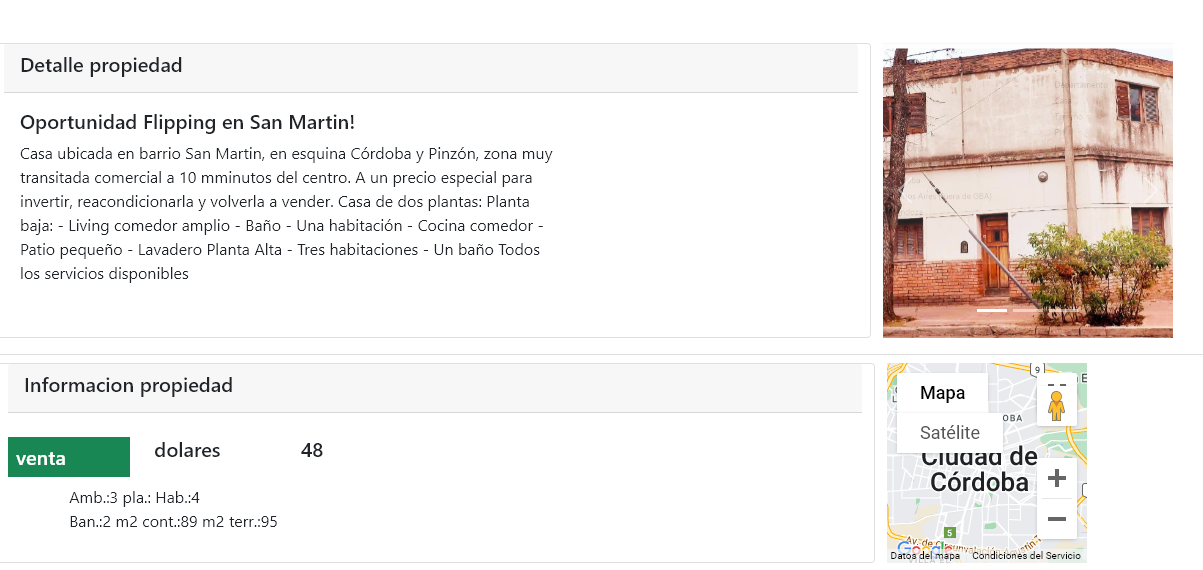 Detalle propiedad
Oportunidad Flipping en San Martin!
Casa ubicada en barrio San Martin, en esquina Córdoba y Pinzón, zona muy
transitada comercial a 10 mminutos del centro. A un precio especial para
invertir, reacondicionarla y volverla a vender. Casa de dos plantas: Planta
baja: - Living comedor amplio - Baño - Una habitación - Cocina comedor -
Patio pequeño - Lavadero Planta Alta - Tres habitaciones - Un baño Todos
los servicios disponibles
Informacion propiedad
venta
dolares
48
Amb.:3 pla.: Hab.:4
Ban.:2 m2 cont.:89 m2 terr.:95
9
Mapa
Satélite
Ciudad de
Córdoba
5
Google
Datos del mapa
Condiciones del Servicio